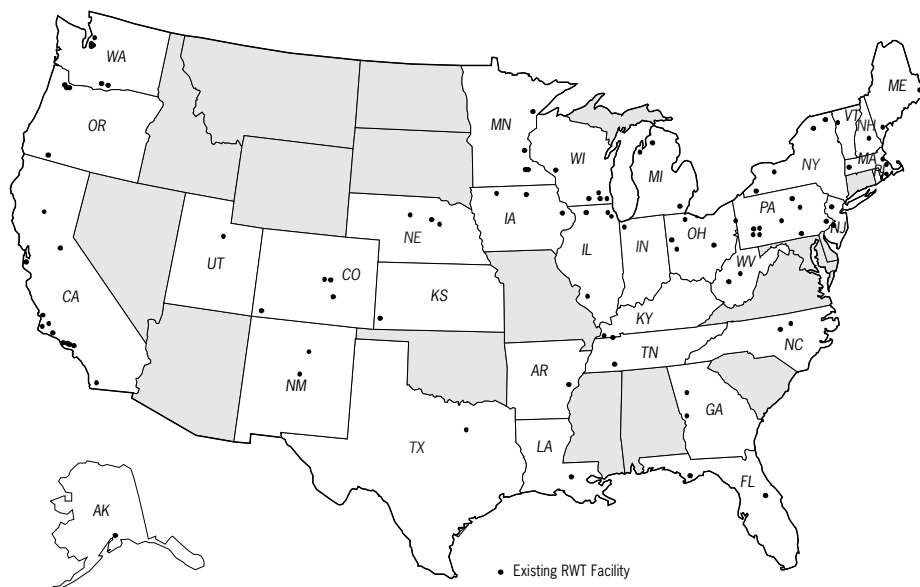 WA
ME
MN
VT
NH
OR
WI
NY
MA
MI
IA
PA
NE
OH
NJ
IL
IN
UT
CO
WV
CA
KS
KY
NC
TN
AR
NM
GA
TX
LA
FL
AK
Existing RWT Facility